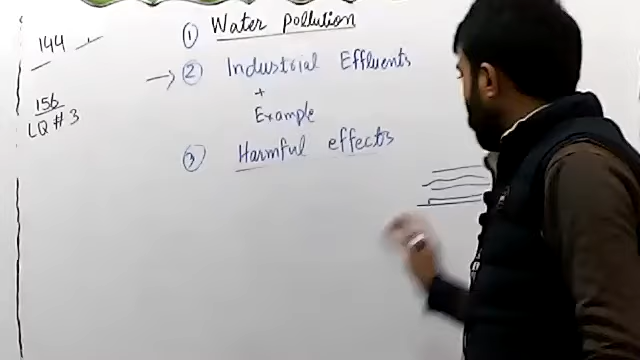 144
156
LQ # 3
① Water pollution
→ ② Industrial Effluents
+
Example
③ Harmful effects